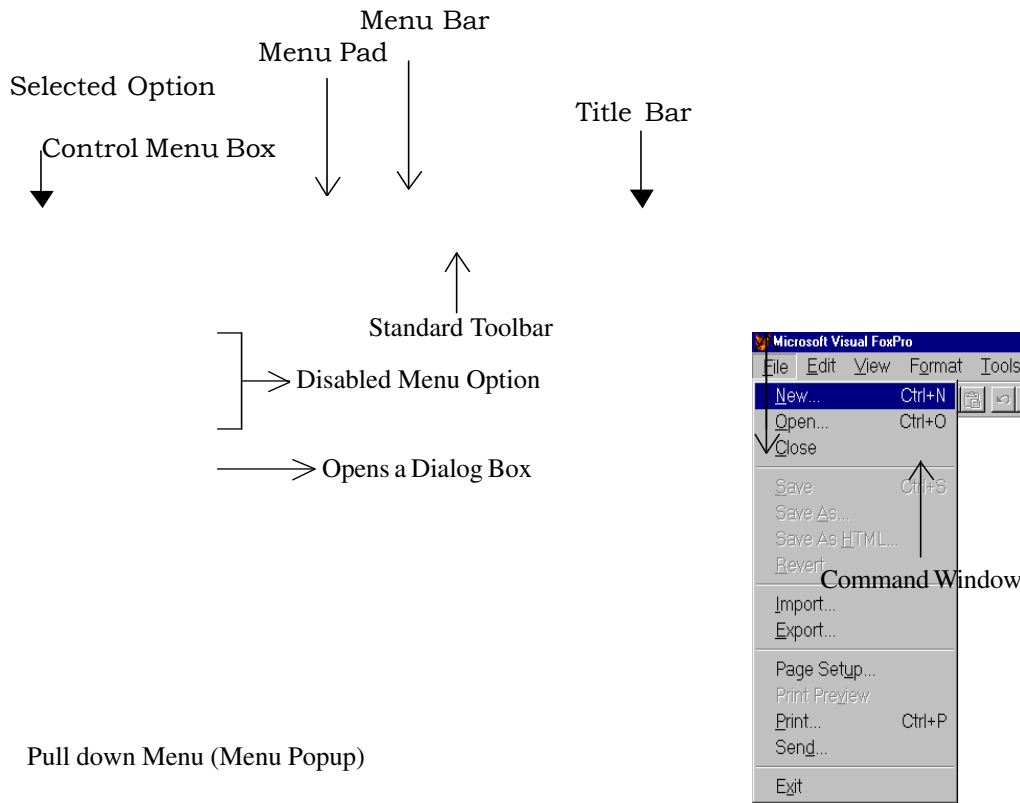 Menu Bar
Menu Pad
Selected Option
Title Bar
Control Menu Box
Standard Toolbar
Disabled Menu Option
Opens a Dialog Box
Microsoft Visual FoxPro
File Edit View Format Tools
New... Ctrl+N
Open... Ctrl+O
Close
Save Ctrl+S
Save As...
Save As HTML...
Revert
Command Window
Import...
Export...
Page Setup...
Print Preview
Print... Ctrl+P
Send...
Exit
Pull down Menu (Menu Popup)